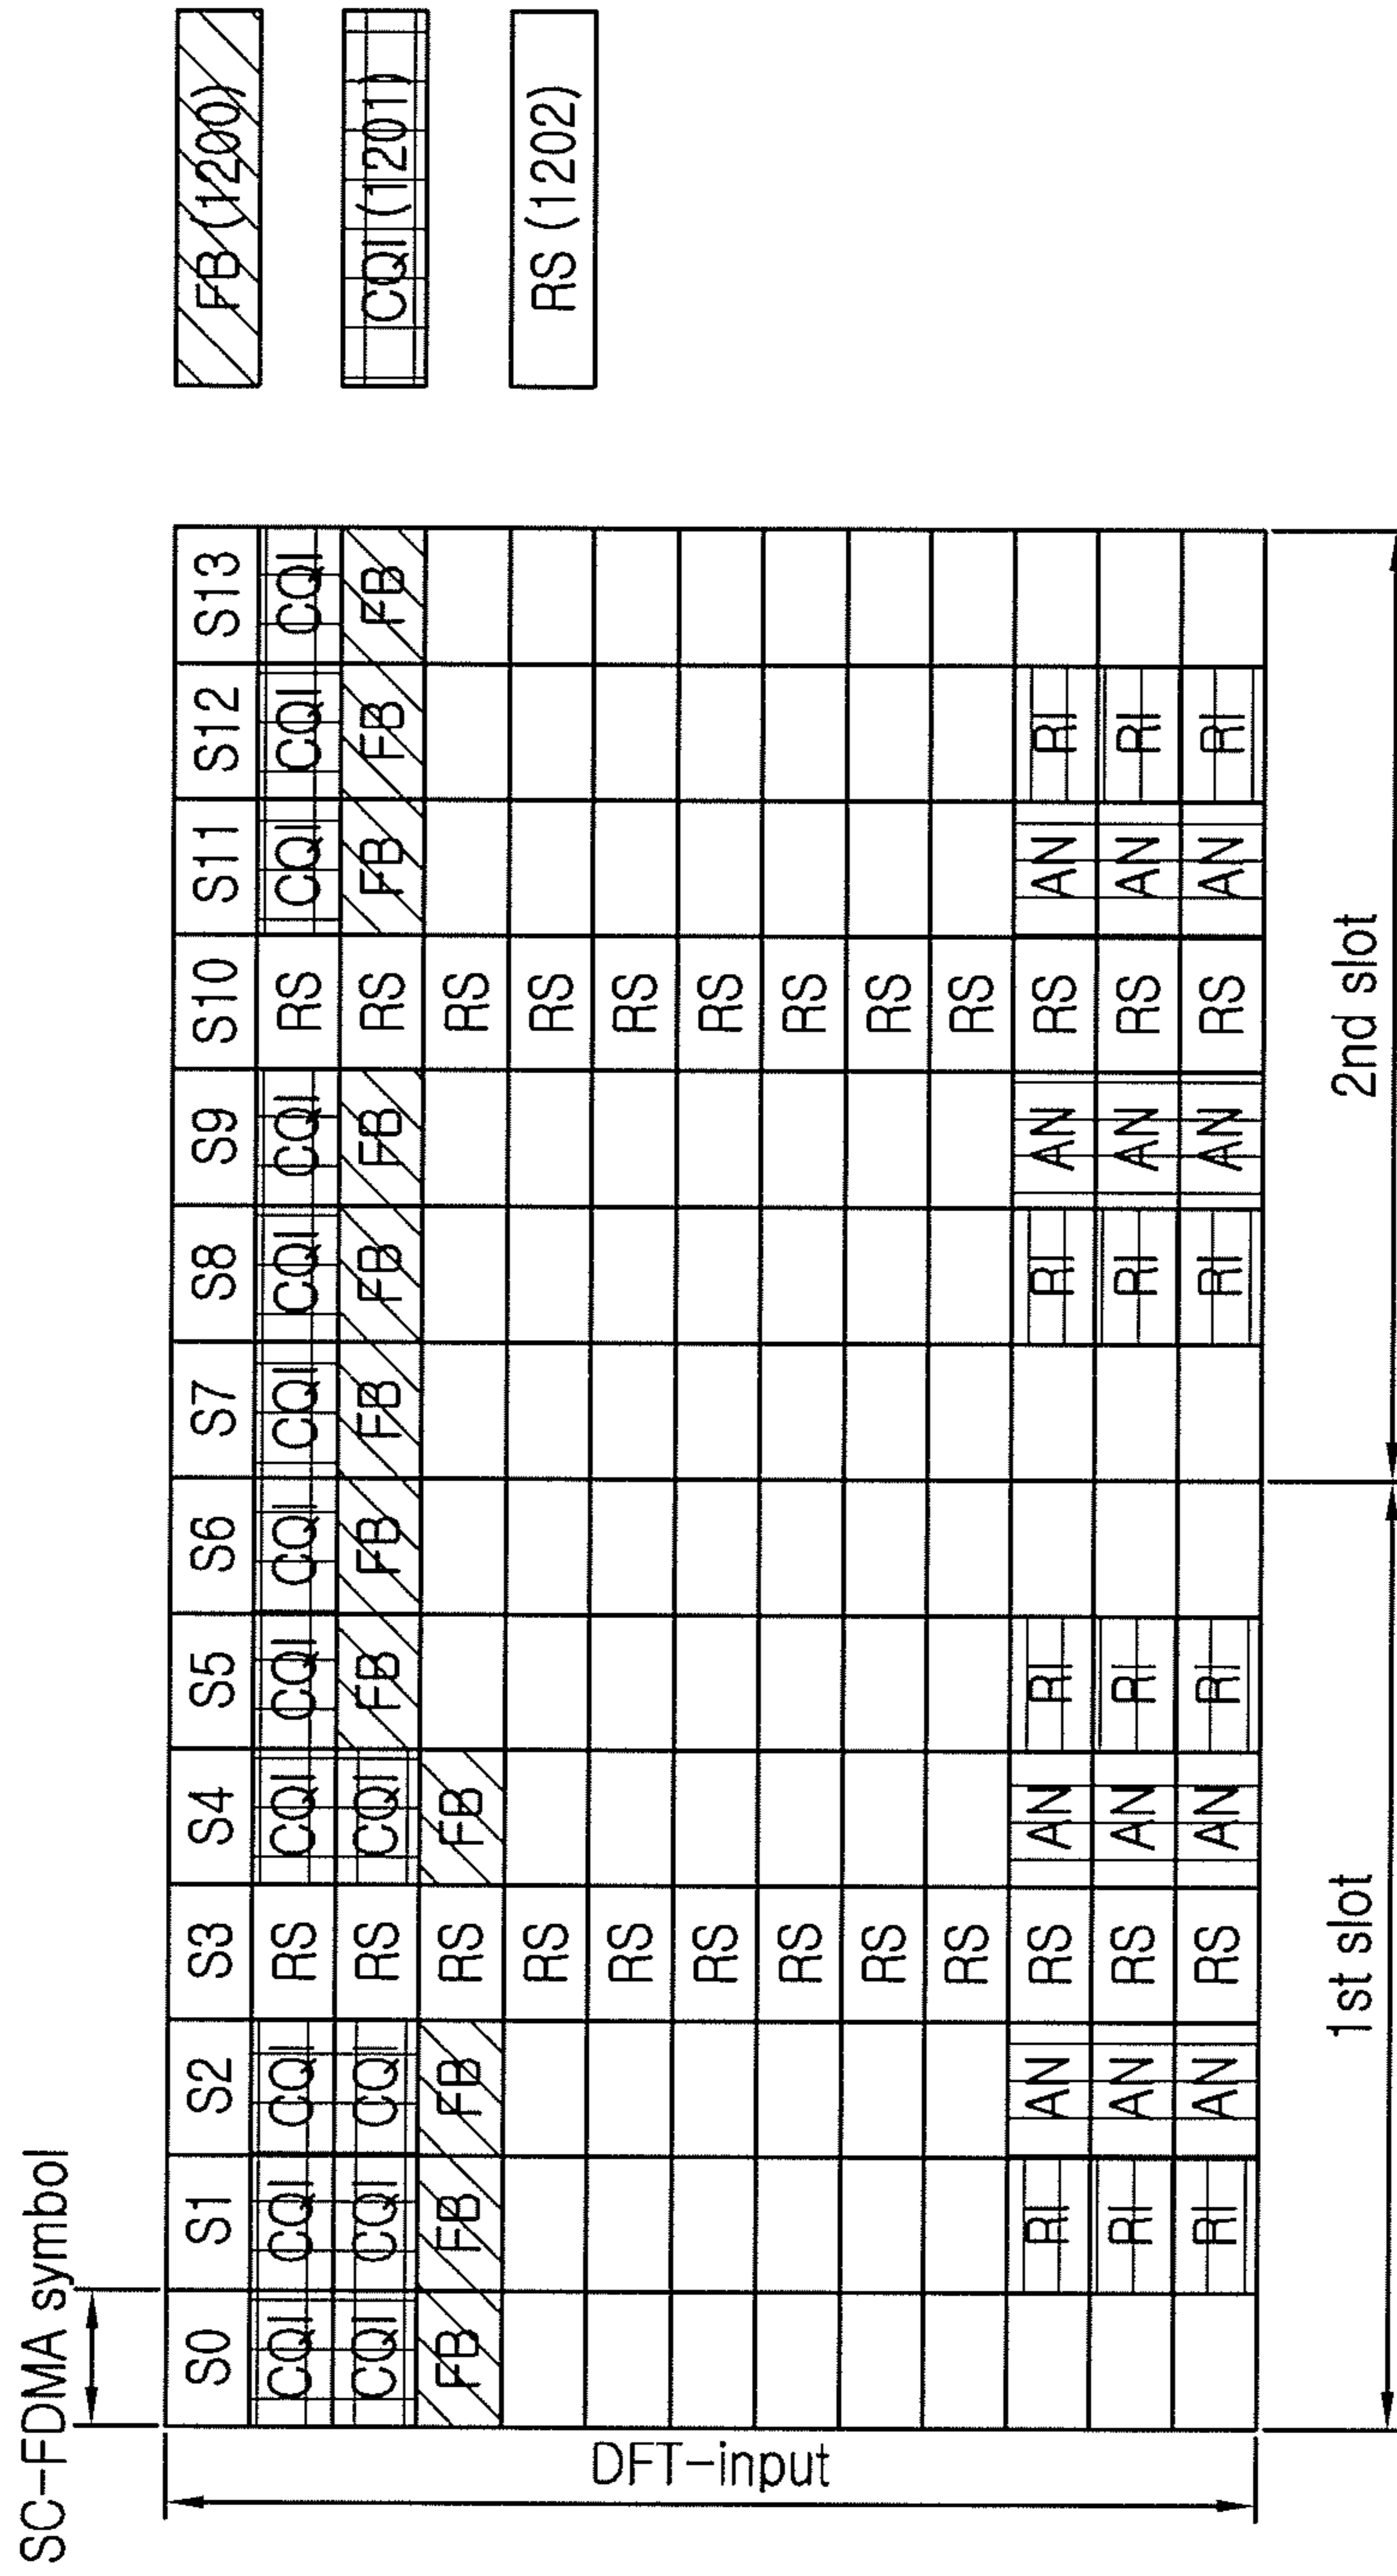 SC-FDMA symbol
S0 S1 S2 S3 S4 S5 S6 S7 S8 S9 S10 S11 S12 S13
CQI CQI CQI RS CQI CQI CQI CQI CQI CQI RS CQI CQI CQI
CQI CQI CQI RS CQI FB FB FB FB FB RS FB FB FB
FB FB FB RS FB RS
RS RS
RS RS
RS RS
RS RS
RS RS
RS RS
RI AN RS AN RI RI AN RS AN RI
RI AN RS AN RI RI AN RS AN RI
RI AN RS AN RI RI AN RS AN RI
DFT-input
1st slot
2nd slot
FB (1200)
CQI (1201)
RS (1202)